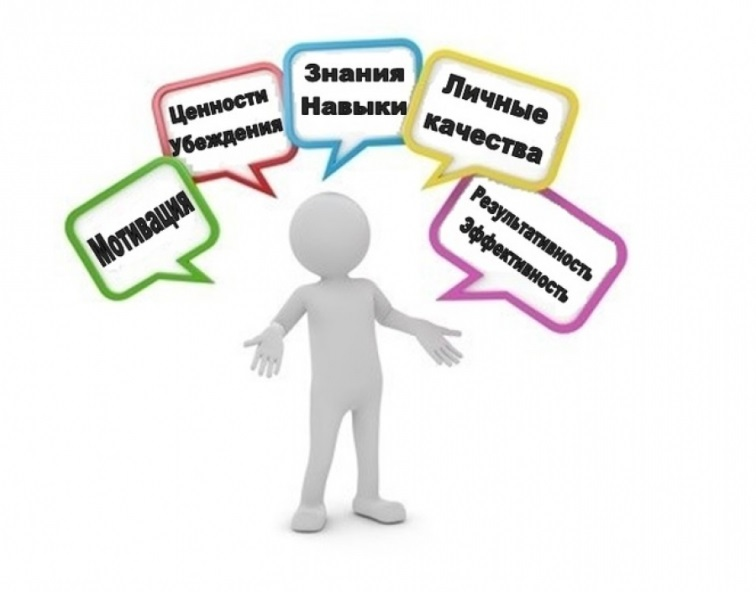 Мотивация
Ценности
Убеждения
Знания
Навыки
Личные
качества
Результативность
Эффективность